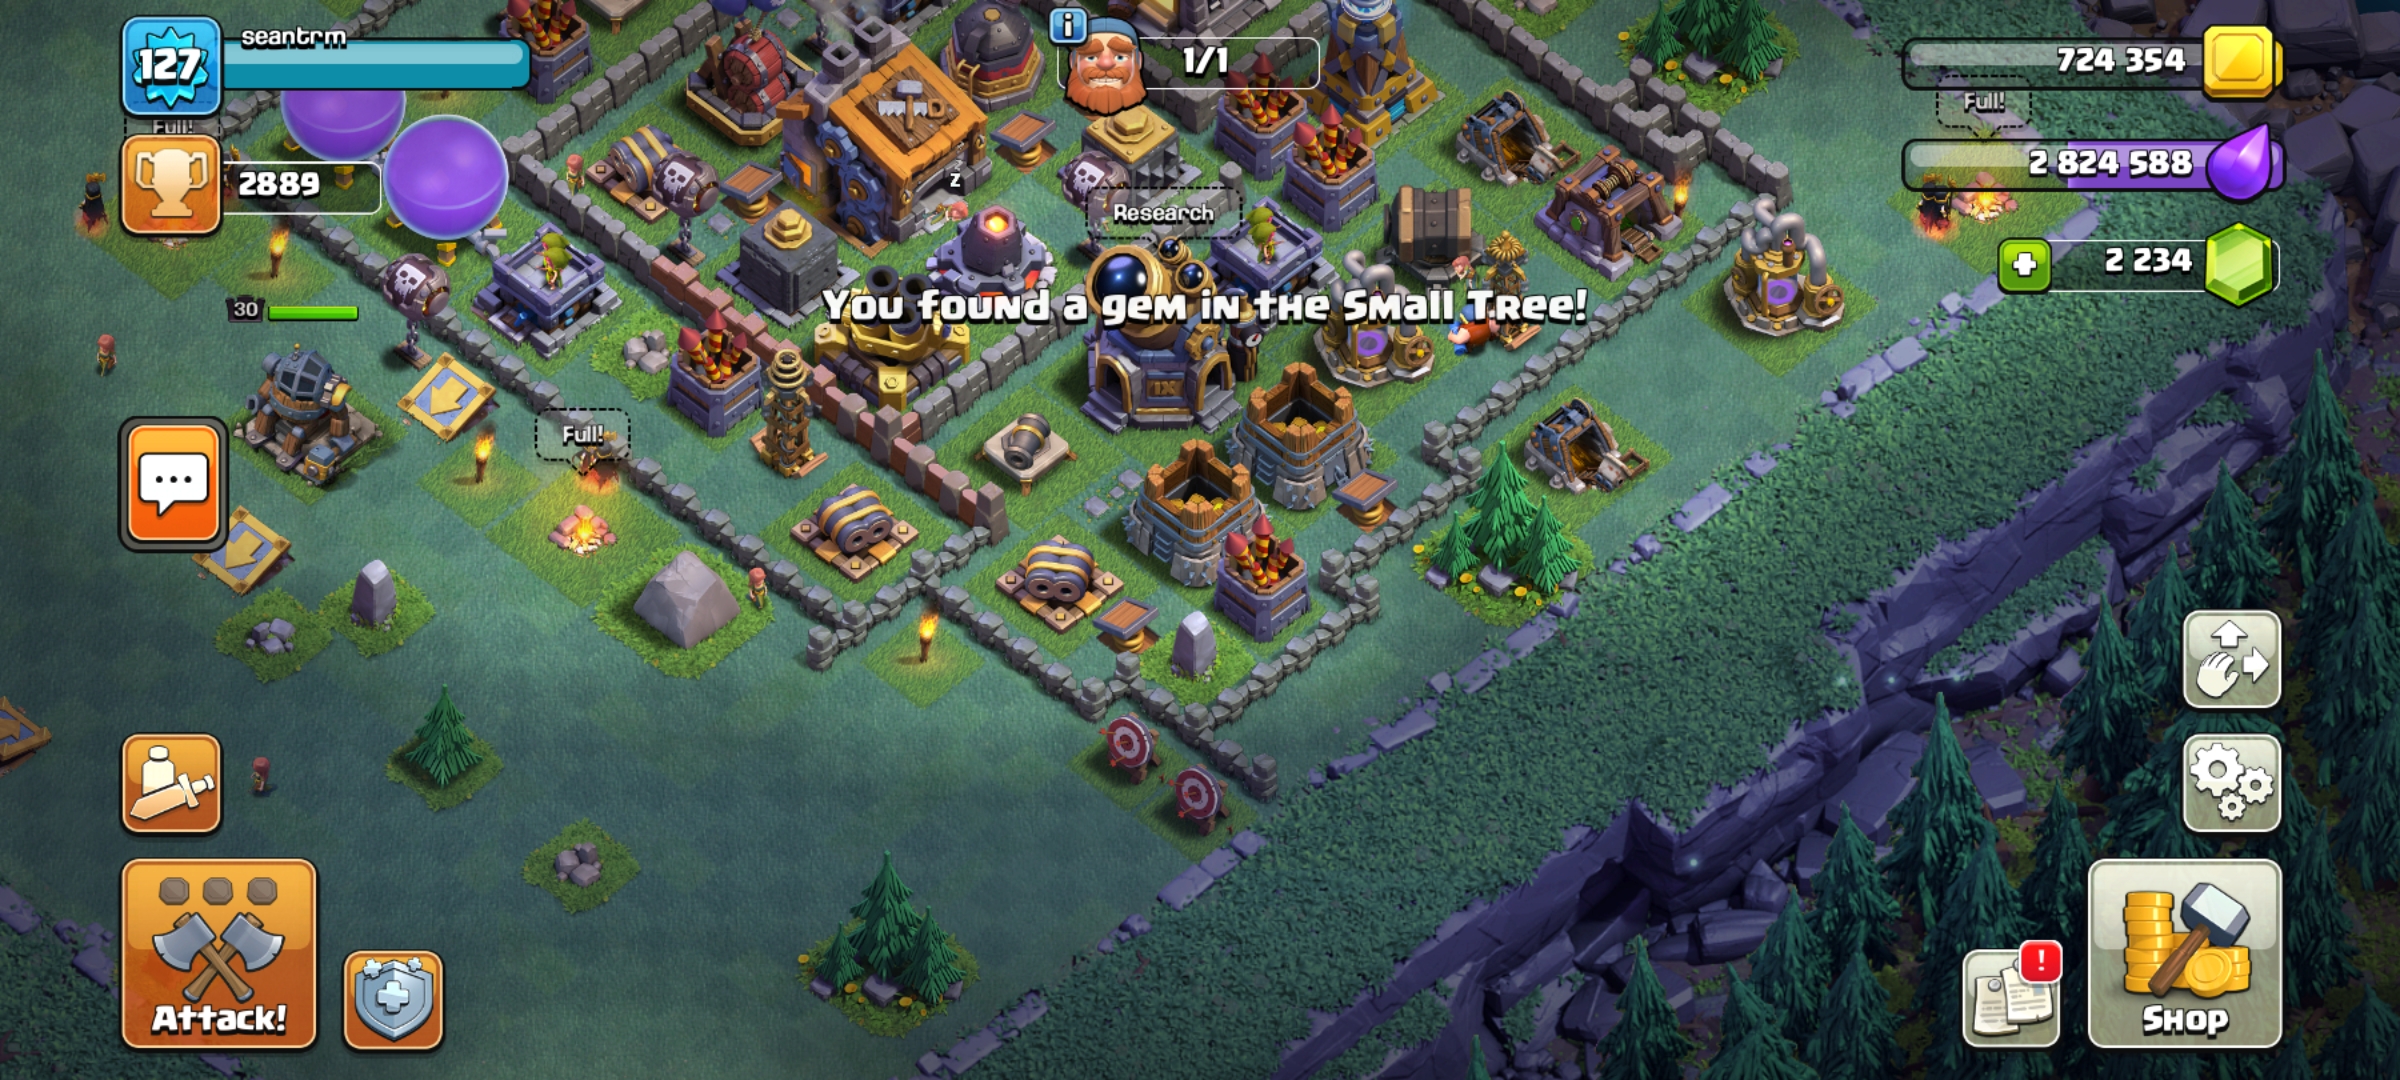 seantrm
127
1/1
724 354
Full!
Full!
2889
2 824 588
z
z
Research
2 234
You found a gem in the Small Tree!
30
IX
Full!
Attack!
!
Shop